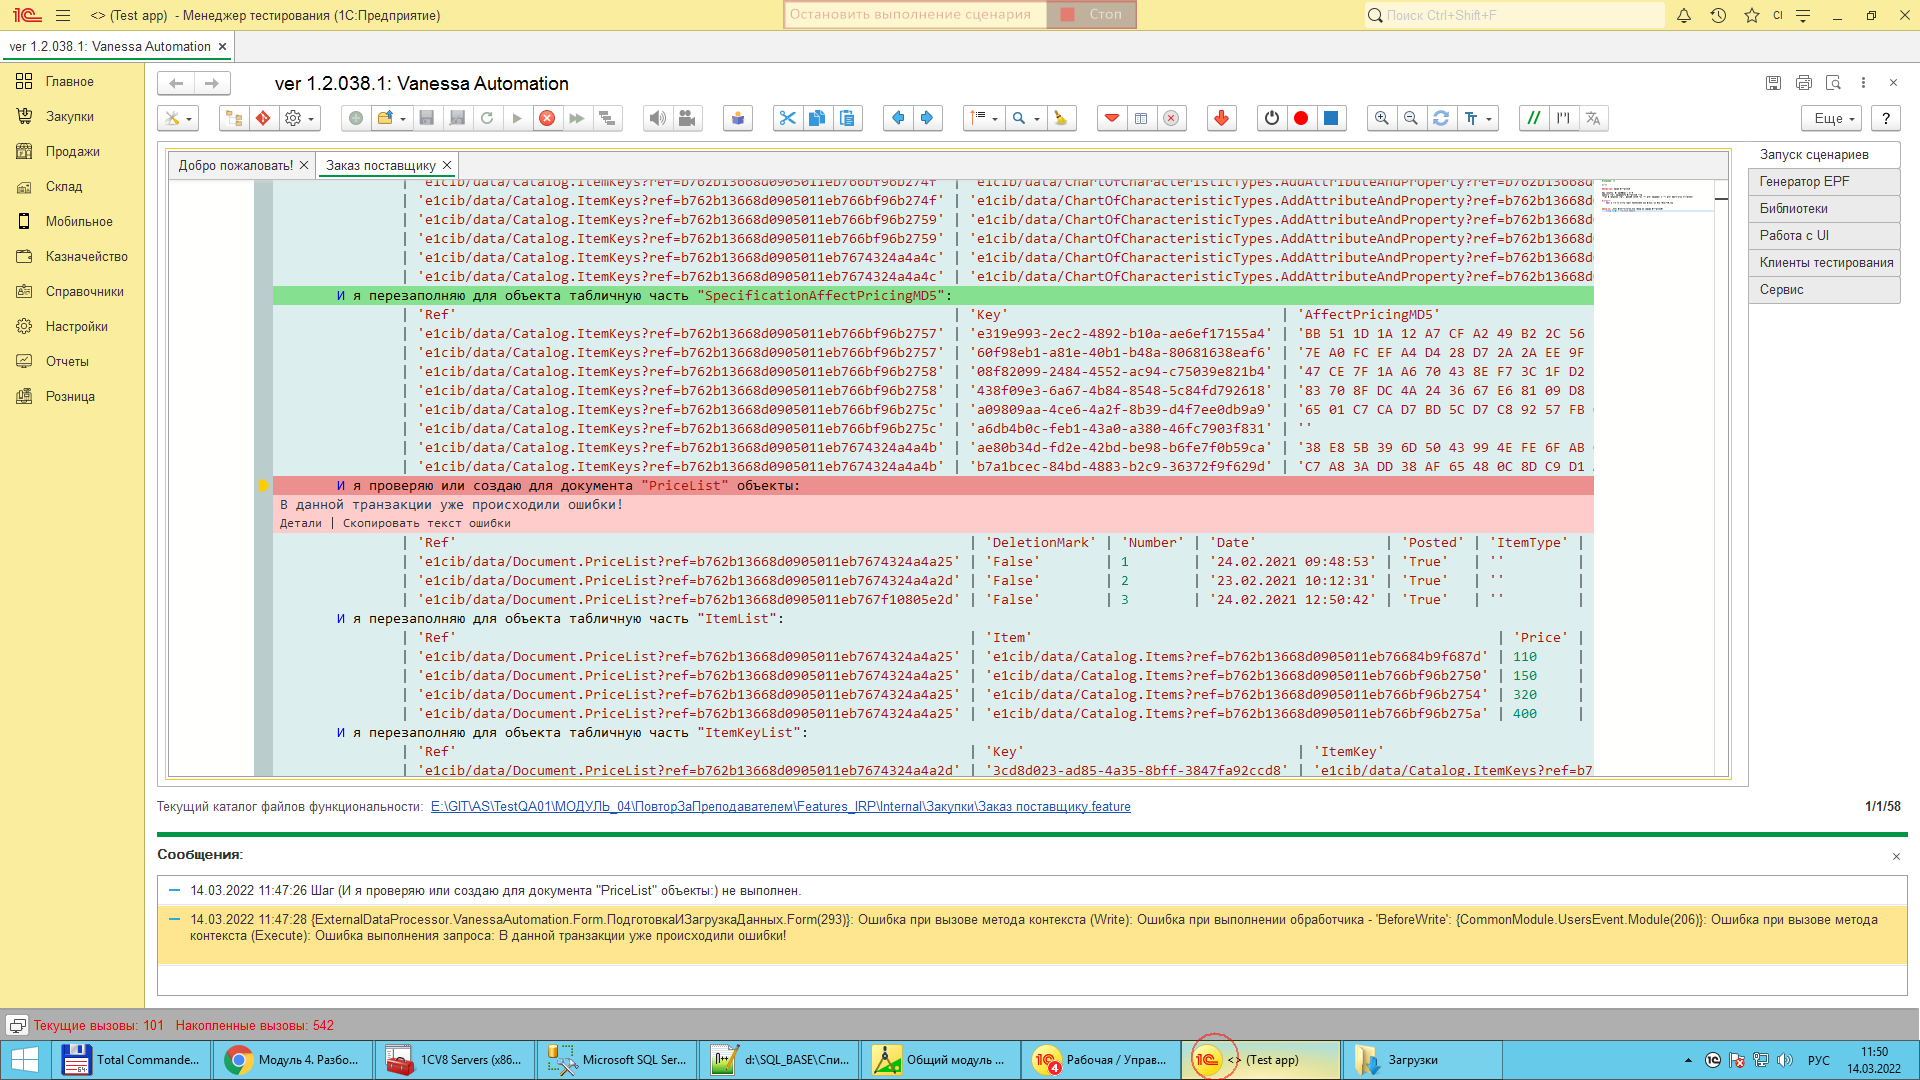 <> (Test app) - Менеджер тестирования (1С:Предприятие)
Остановить выполнение сценария Стоп
Поиск Ctrl+Shift+F
CI
ver 1.2.038.1: Vanessa Automation ×
Главное
Закупки
Продажи
Склад
Мобильное
Казначейство
Справочники
Настройки
Отчеты
Розница
ver 1.2.038.1: Vanessa Automation
Еще
?
Добро пожаловать! ×
Заказ поставщику ×
Запуск сценариев
Генератор EPF
Библиотеки
Работа с UI
Клиенты тестирования
Сервис
| 'e1cib/data/Catalog.ItemKeys?ref=b762b13668d0905011eb766bf96b274f' | 'e1cib/data/ChartOfCharacteristicTypes.AddAttributeAndProperty?ref=b762b13668d
| 'e1cib/data/Catalog.ItemKeys?ref=b762b13668d0905011eb766bf96b274f' | 'e1cib/data/ChartOfCharacteristicTypes.AddAttributeAndProperty?ref=b762b13668d
| 'e1cib/data/Catalog.ItemKeys?ref=b762b13668d0905011eb766bf96b2759' | 'e1cib/data/ChartOfCharacteristicTypes.AddAttributeAndProperty?ref=b762b13668d
| 'e1cib/data/Catalog.ItemKeys?ref=b762b13668d0905011eb766bf96b2759' | 'e1cib/data/ChartOfCharacteristicTypes.AddAttributeAndProperty?ref=b762b13668d
| 'e1cib/data/Catalog.ItemKeys?ref=b762b13668d0905011eb7674324a4a4c' | 'e1cib/data/ChartOfCharacteristicTypes.AddAttributeAndProperty?ref=b762b13668d
| 'e1cib/data/Catalog.ItemKeys?ref=b762b13668d0905011eb7674324a4a4c' | 'e1cib/data/ChartOfCharacteristicTypes.AddAttributeAndProperty?ref=b762b13668d
И я перезаполняю для объекта табличную часть "SpecificationAffectPricingMD5":
| 'Ref' | 'Key' | 'AffectPricingMD5'
| 'e1cib/data/Catalog.ItemKeys?ref=b762b13668d0905011eb766bf96b2757' | 'e319e993-2ec2-4892-b10a-ae6ef17155a4' | 'BB 51 1D 1A 12 A7 CF A2 49 B2 2C 56
| 'e1cib/data/Catalog.ItemKeys?ref=b762b13668d0905011eb766bf96b2757' | '60f98eb1-a81e-40b1-b48a-80681638eaf6' | '7E A0 FC EF A4 D4 28 D7 2A 2A EE 9F
| 'e1cib/data/Catalog.ItemKeys?ref=b762b13668d0905011eb766bf96b2758' | '08f82099-2484-4552-ac94-c75039e821b4' | '47 CE 7F 1A A6 70 43 8E F7 3C 1F D2
| 'e1cib/data/Catalog.ItemKeys?ref=b762b13668d0905011eb766bf96b2758' | '438f09e3-6a67-4b84-8548-5c84fd792618' | '83 70 8F DC 4A 24 36 67 E6 81 09 D8
| 'e1cib/data/Catalog.ItemKeys?ref=b762b13668d0905011eb766bf96b275c' | 'a09809aa-4ce6-4a2f-8b39-d4f7ee0db9a9' | '65 01 C7 CA D7 BD 5C D7 C8 92 57 FB
| 'e1cib/data/Catalog.ItemKeys?ref=b762b13668d0905011eb766bf96b275c' | 'a6db4b0c-feb1-43a0-a380-46fc7903f831' | ''
| 'e1cib/data/Catalog.ItemKeys?ref=b762b13668d0905011eb7674324a4a4b' | 'ae80b34d-fd2e-42bd-be98-b6fe7f0b59ca' | '38 E8 5B 39 6D 50 43 99 4E FE 6F AB
| 'e1cib/data/Catalog.ItemKeys?ref=b762b13668d0905011eb7674324a4a4b' | 'b7a1bcec-84bd-4883-b2c9-36372f9f629d' | 'C7 A8 3A DD 38 AF 65 48 0C 8D C9 D1
И я проверяю или создаю для документа "PriceList" объекты:
В данной транзакции уже происходили ошибки!
Детали | Скопировать текст ошибки
| 'Ref' | 'DeletionMark' | 'Number' | 'Date' | 'Posted' | 'ItemType' |
| 'e1cib/data/Document.PriceList?ref=b762b13668d0905011eb7674324a4a25' | 'False' | 1 | '24.02.2021 09:48:53' | 'True' | '' |
| 'e1cib/data/Document.PriceList?ref=b762b13668d0905011eb7674324a4a2d' | 'False' | 2 | '23.02.2021 10:12:31' | 'True' | '' |
| 'e1cib/data/Document.PriceList?ref=b762b13668d0905011eb767f10805e2d' | 'False' | 3 | '24.02.2021 12:50:42' | 'True' | '' |
И я перезаполняю для объекта табличную часть "ItemList":
| 'Ref' | 'Item' | 'Price' |
| 'e1cib/data/Document.PriceList?ref=b762b13668d0905011eb7674324a4a25' | 'e1cib/data/Catalog.Items?ref=b762b13668d0905011eb76684b9f687d' | 110 |
| 'e1cib/data/Document.PriceList?ref=b762b13668d0905011eb7674324a4a25' | 'e1cib/data/Catalog.Items?ref=b762b13668d0905011eb766bf96b2750' | 150 |
| 'e1cib/data/Document.PriceList?ref=b762b13668d0905011eb7674324a4a25' | 'e1cib/data/Catalog.Items?ref=b762b13668d0905011eb766bf96b2754' | 320 |
| 'e1cib/data/Document.PriceList?ref=b762b13668d0905011eb7674324a4a25' | 'e1cib/data/Catalog.Items?ref=b762b13668d0905011eb766bf96b275a' | 400 |
И я перезаполняю для объекта табличную часть "ItemKeyList":
| 'Ref' | 'Key' | 'ItemKey'
| 'e1cib/data/Document.PriceList?ref=b762b13668d0905011eb7674324a4a2d' | '3cd8d023-ad85-4a35-8bff-3847fa92ccd8' | 'e1cib/data/Catalog.ItemKeys?ref=b7
Текущий каталог файлов функциональности: E:\GIT\AS\TestQA01\МОДУЛЬ_04\ПовторЗаПреподавателем\Features_IRP\Internal\Закупки\Заказ поставщику.feature
1/1/58
Сообщения:
14.03.2022 11:47:26 Шаг (И я проверяю или создаю для документа "PriceList" объекты:) не выполнен.
14.03.2022 11:47:28 {ExternalDataProcessor.VanessaAutomation.Form.ПодготовкаИЗагрузкаДанных.Form(293)}: Ошибка при вызове метода контекста (Write): Ошибка при выполнении обработчика - 'BeforeWrite': {CommonModule.UsersEvent.Module(206)}: Ошибка при вызове метода
контекста (Execute): Ошибка выполнения запроса: В данной транзакции уже происходили ошибки!
Текущие вызовы: 101 Накопленные вызовы: 542
Total Commande...
Модуль 4. Разбо...
1CV8 Servers (x86...
Microsoft SQL Ser...
d:\SQL_BASE\Спи...
Общий модуль ...
4
Рабочая / Управ...
<> (Test app)
Загрузки
РУС
11:50
14.03.2022